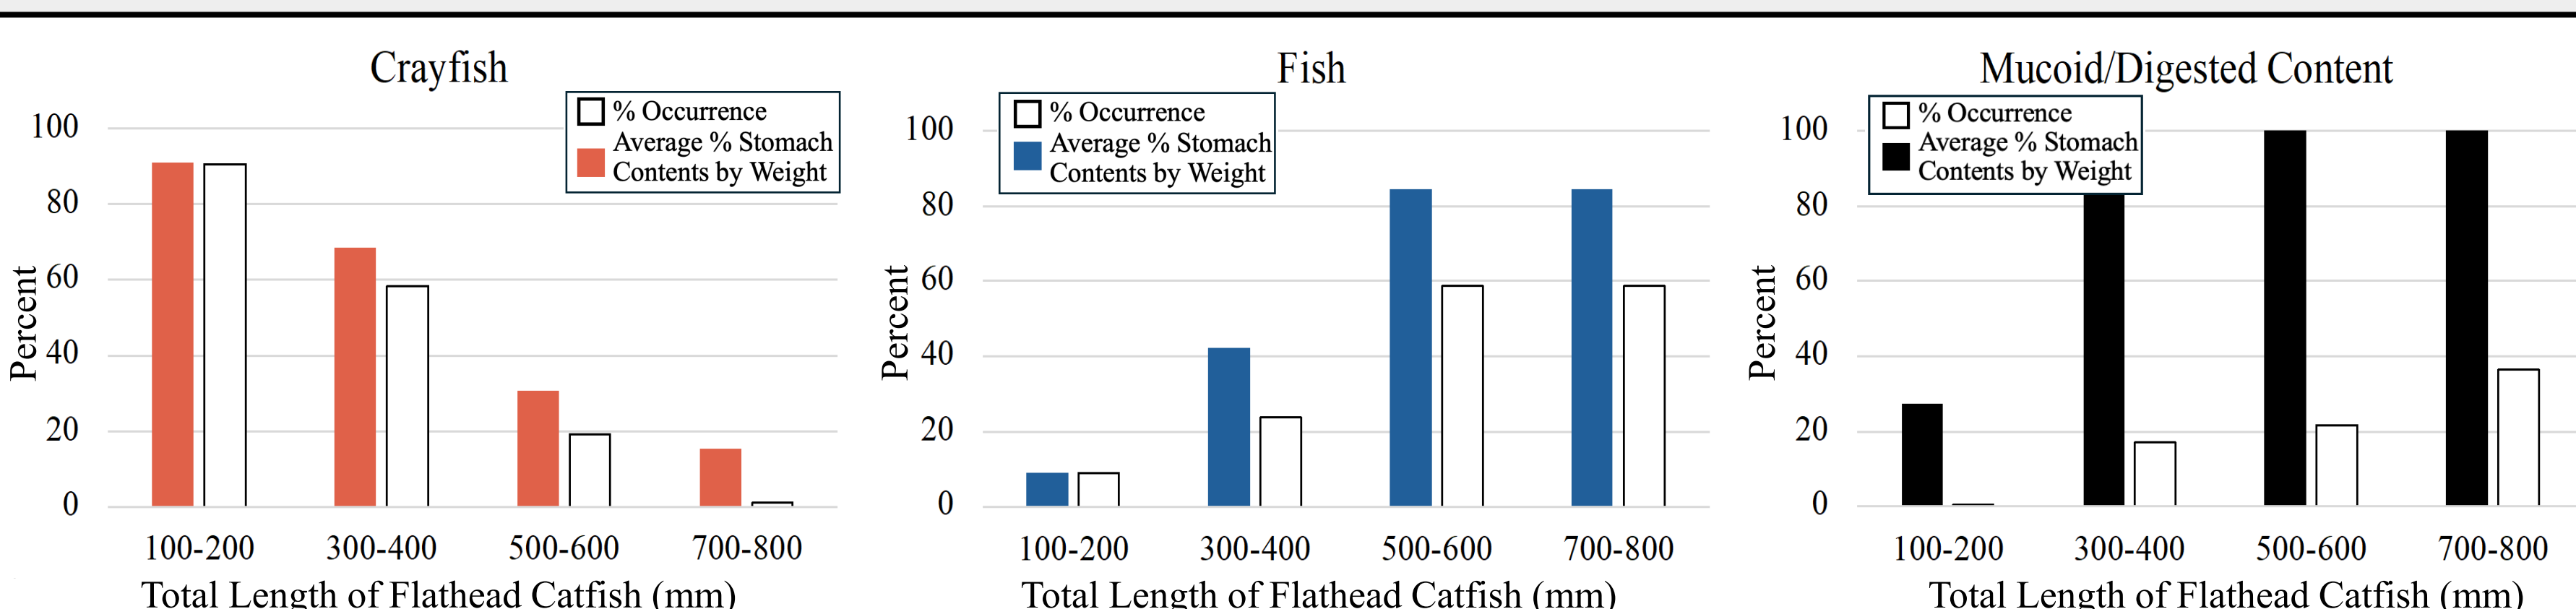 Crayfish
% Occurrence
Average % Stomach
Contents by Weight
Percent
100
80
60
40
20
0
100-200 300-400 500-600 700-800
Total Length of Flathead Catfish (mm)
Fish
% Occurrence
Average % Stomach
Contents by Weight
Percent
100
80
60
40
20
0
100-200 300-400 500-600 700-800
Total Length of Flathead Catfish (mm)
Mucoid/Digested Content
% Occurrence
Average % Stomach
Contents by Weight
Percent
100
80
60
40
20
0
100-200 300-400 500-600 700-800
Total Length of Flathead Catfish (mm)